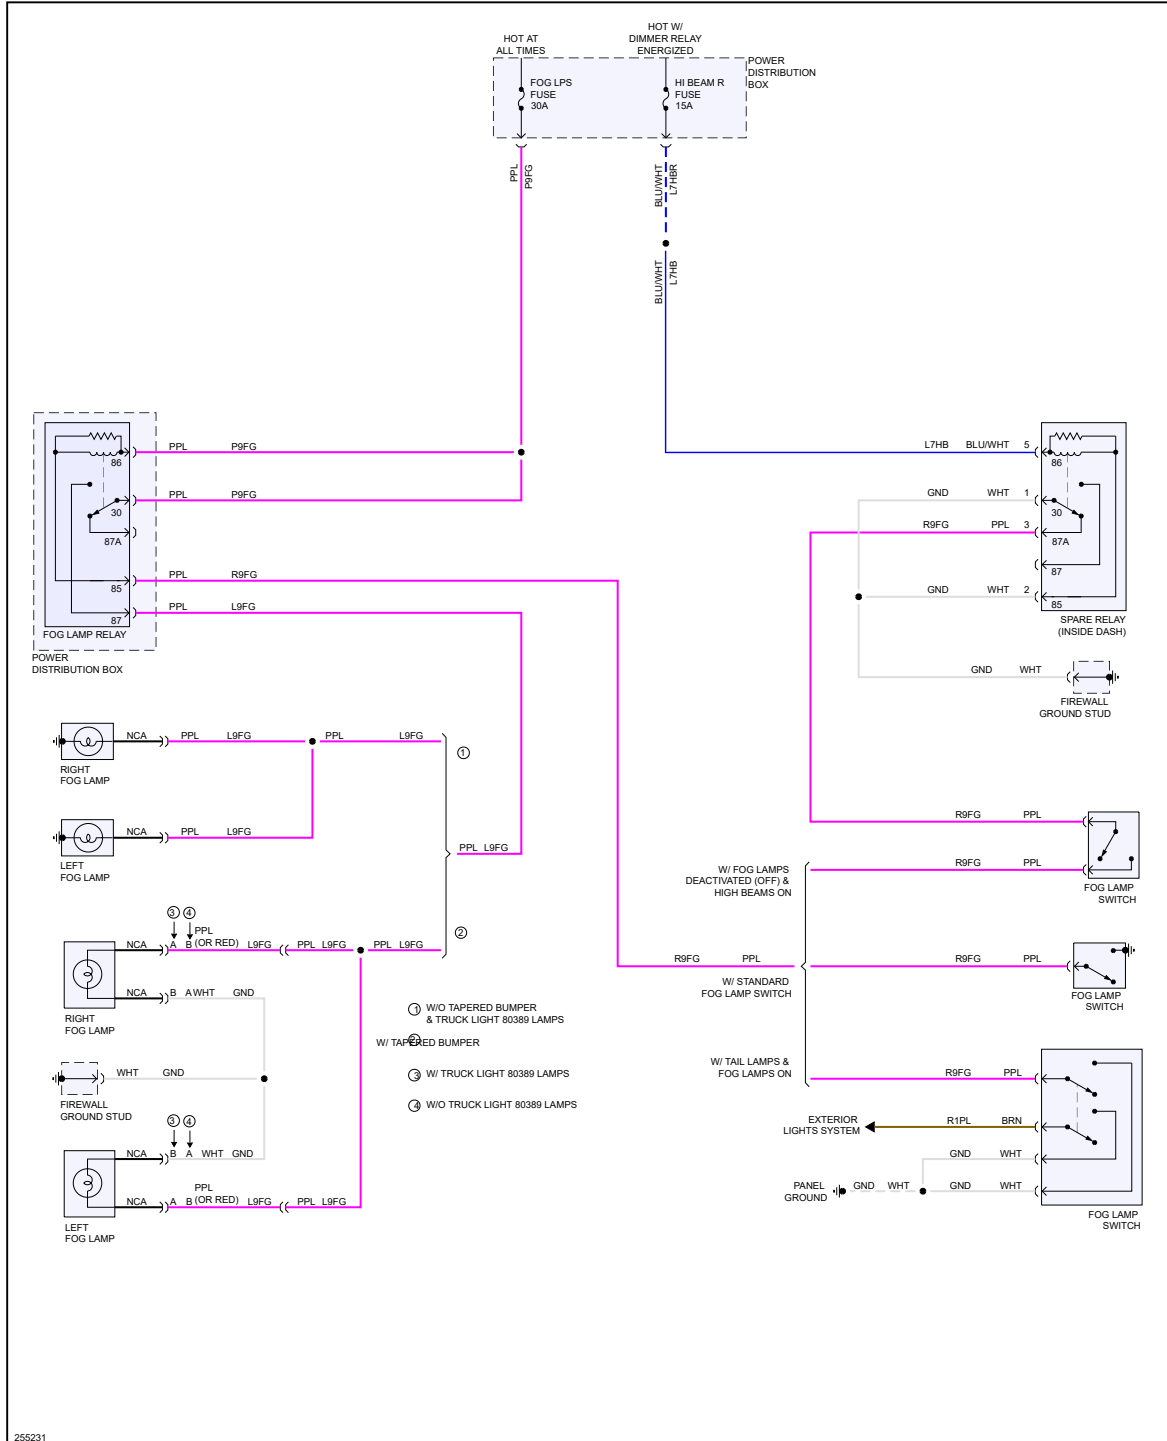 HOT AT
ALL TIMES
HOT W/
DIMMER RELAY
ENERGIZED
POWER
DISTRIBUTION
BOX
FOG LPS
FUSE
30A
HI BEAM R
FUSE
15A
PPL
P9FG
BLU/WHT
L7HBR
BLU/WHT
L7HB
PPL P9FG
86
PPL P9FG
30
87A
PPL R9FG
85
PPL L9FG
87
FOG LAMP RELAY
POWER
DISTRIBUTION BOX
L7HB BLU/WHT 5
86
GND WHT 1
30
R9FG PPL 3
87A
87
GND WHT 2
85
SPARE RELAY
(INSIDE DASH)
GND WHT
FIREWALL
GROUND STUD
NCA PPL L9FG PPL L9FG
1
RIGHT
FOG LAMP
NCA PPL L9FG
LEFT
FOG LAMP
PPL L9FG
R9FG PPL
W/ FOG LAMPS
DEACTIVATED (OFF) &
HIGH BEAMS ON
R9FG PPL
FOG LAMP
SWITCH
3 4
PPL
(OR RED)
NCA A B L9FG PPL L9FG PPL L9FG
2
NCA B A WHT GND
RIGHT
FOG LAMP
R9FG PPL
W/ STANDARD
FOG LAMP SWITCH
R9FG PPL
FOG LAMP
SWITCH
1 W/O TAPERED BUMPER
& TRUCK LIGHT 80389 LAMPS
2
W/ TAPERED BUMPER
3 W/ TRUCK LIGHT 80389 LAMPS
4 W/O TRUCK LIGHT 80389 LAMPS
WHT GND
FIREWALL
GROUND STUD
3 4
NCA B A WHT GND
PPL
(OR RED)
NCA A B L9FG PPL L9FG
LEFT
FOG LAMP
W/ TAIL LAMPS &
FOG LAMPS ON
R9FG PPL
EXTERIOR
LIGHTS SYSTEM
R1PL BRN
GND WHT
PANEL
GROUND
GND WHT GND WHT
FOG LAMP
SWITCH
255231